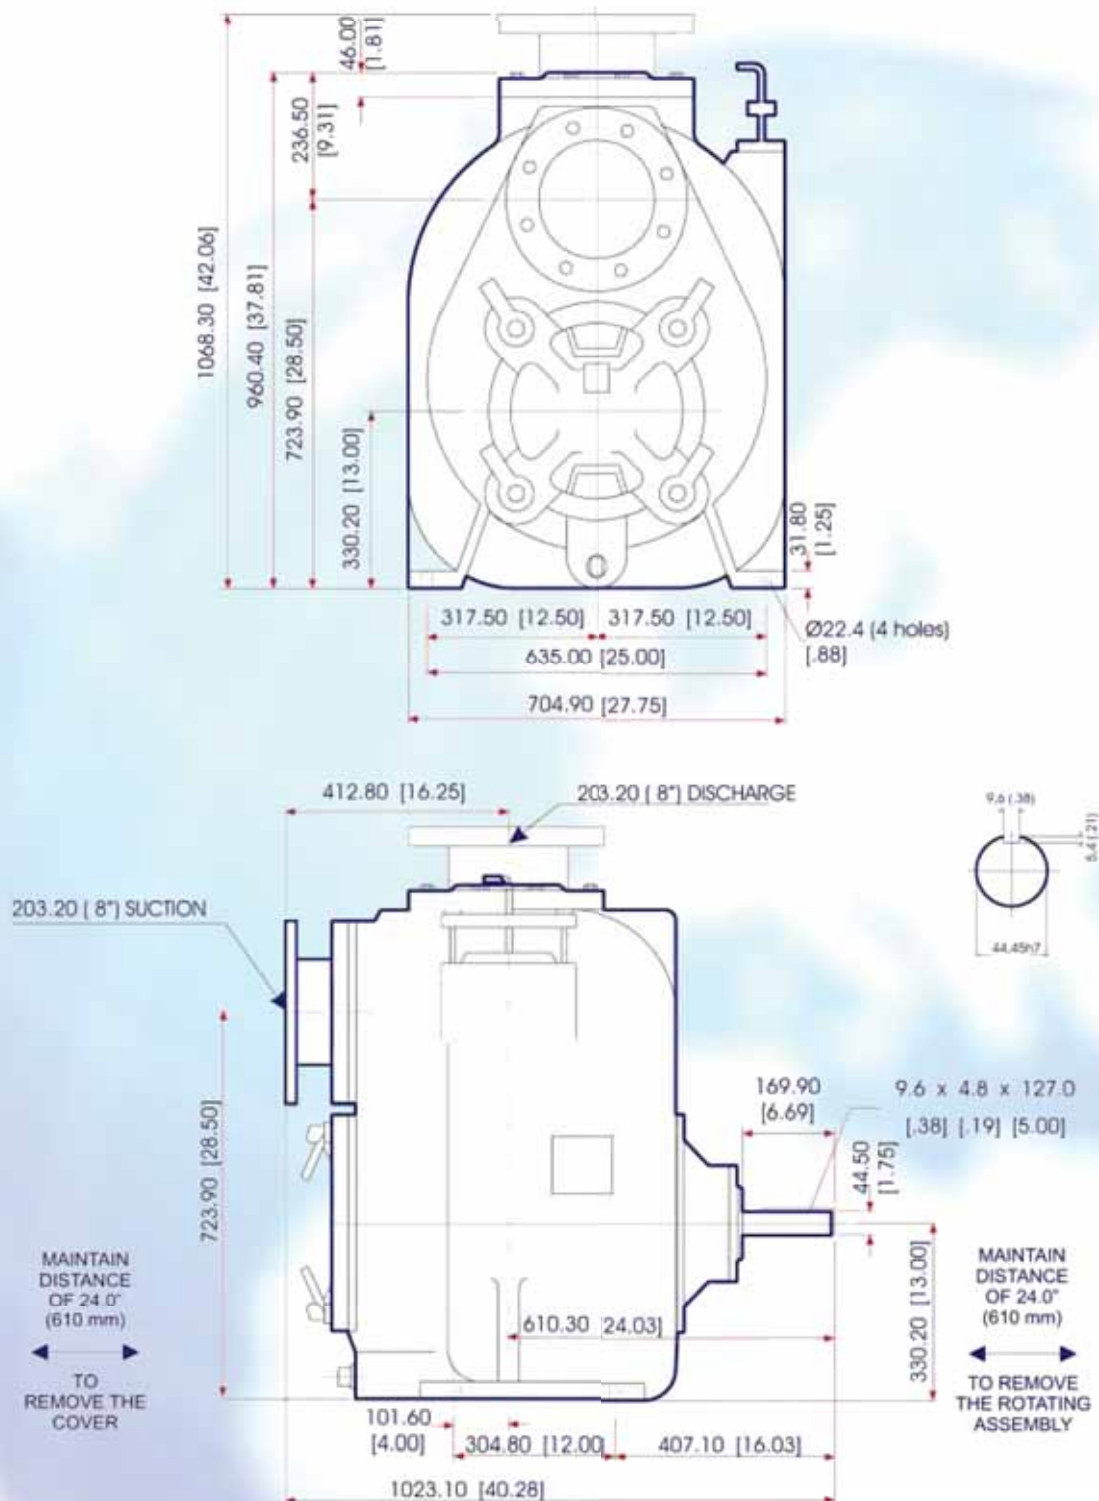 46.00
[1.81]
236.50
[9.31]
1068.30 [42.06]
960.40 [37.81]
723.90 [28.50]
330.20 [13.00]
31.80
[1.25]
317.50 [12.50]
317.50 [12.50]
Ø22.4 (4 holes)
[.88]
635.00 [25.00]
704.90 [27.75]
412.80 [16.25]
203.20 ( 8") DISCHARGE
9,6 (.38)
5,4 (.21)
203.20 ( 8") SUCTION
44,45h7
169.90
[6.69]
9.6 x 4.8 x 127.0
[.38] [.19] [5.00]
44.50
[1.75]
723.90 [28.50]
MAINTAIN
DISTANCE
OF 24.0"
(610 mm)
TO
REMOVE THE
COVER
610.30 [24.03]
330.20 [13.00]
MAINTAIN
DISTANCE
OF 24.0"
(610 mm)
TO REMOVE
THE ROTATING
ASSEMBLY
101.60
[4.00]
304.80 [12.00]
407.10 [16.03]
1023.10 [40.28]